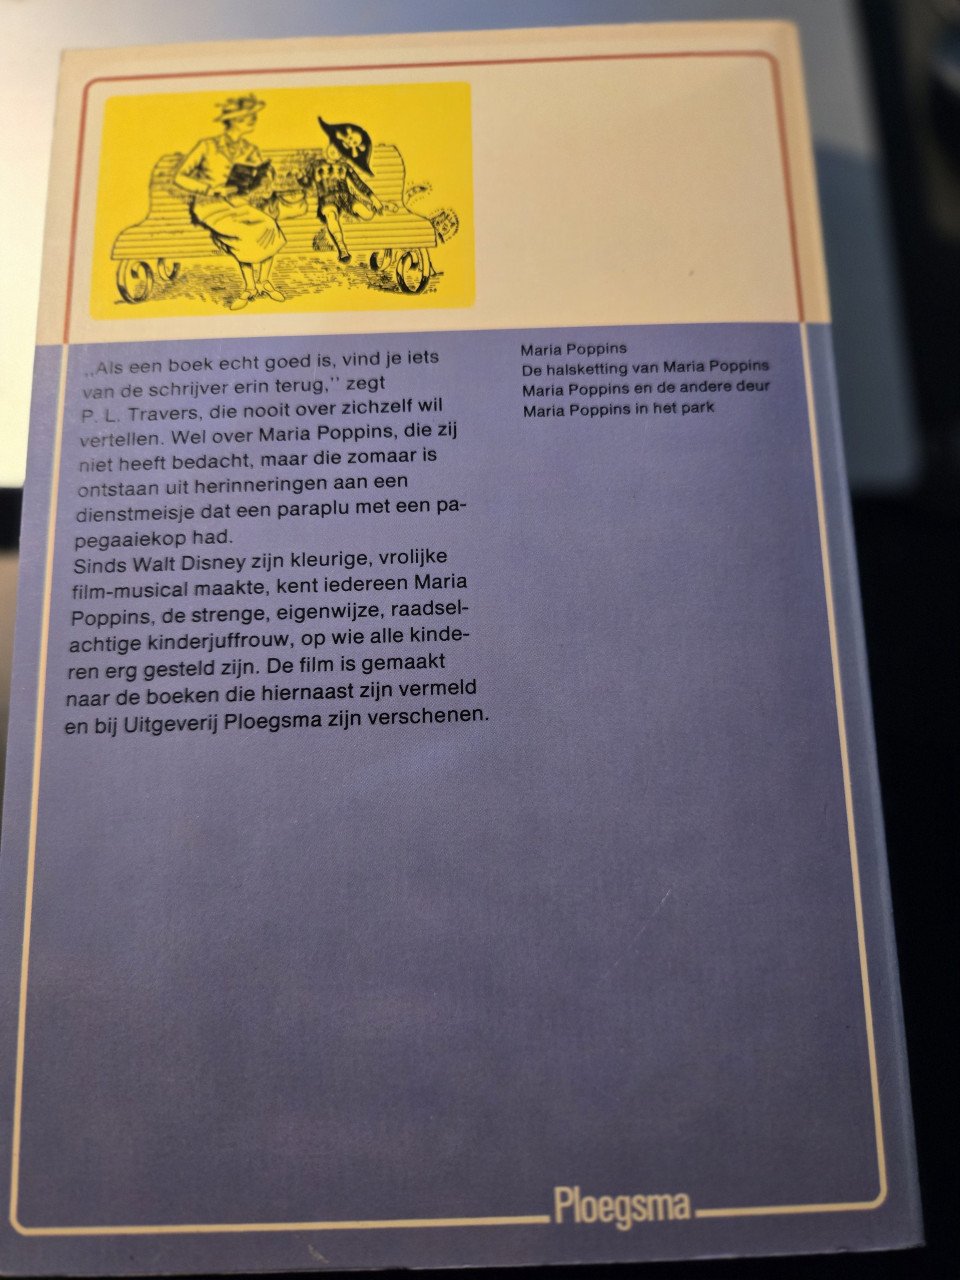 ,,Als een boek echt goed is, vind je iets
van de schrijver erin terug,'' zegt
P. L. Travers, die nooit over zichzelf wil
vertellen. Wel over Maria Poppins, die zij
niet heeft bedacht, maar die zomaar is
ontstaan uit herinneringen aan een
dienstmeisje dat een paraplu met een pa-
pegaaiekop had.
Sinds Walt Disney zijn kleurige, vrolijke
film-musical maakte, kent iedereen Maria
Poppins, de strenge, eigenwijze, raadsel-
achtige kinderjuffrouw, op wie alle kinde-
ren erg gesteld zijn. De film is gemaakt
naar de boeken die hiernaast zijn vermeld
en bij Uitgeverij Ploegsma zijn verschenen.
Maria Poppins
De halsketting van Maria Poppins
Maria Poppins en de andere deur
Maria Poppins in het park
Ploegsma